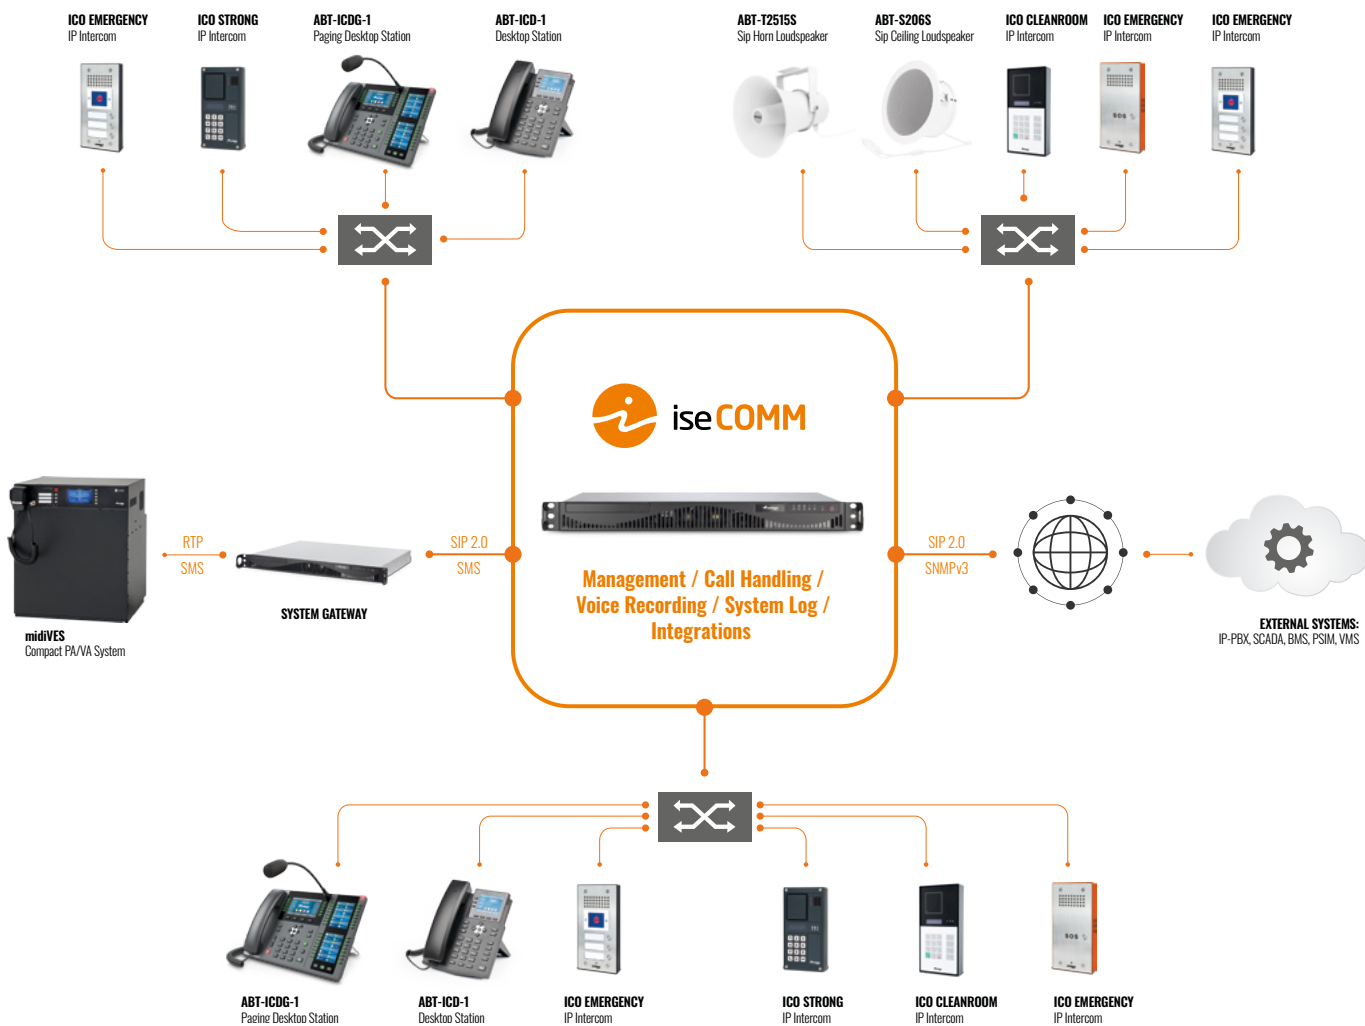 ICO EMERGENCY
IP Intercom
ICO STRONG
IP Intercom
ABT-ICDG-1
Paging Desktop Station
ABT-ICD-1
Desktop Station
ABT-T2515S
Sip Horn Loudspeaker
ABT-S206S
Sip Ceiling Loudspeaker
ICO CLEANROOM
IP Intercom
ICO EMERGENCY
IP Intercom
ICO EMERGENCY
IP Intercom
SOS
ise COMM
Management / Call Handling /
Voice Recording / System Log /
Integrations
RTP
SMS
SIP 2.0
SMS
SIP 2.0
SNMPv3
midiVES
Compact PA/VA System
SYSTEM GATEWAY
EXTERNAL SYSTEMS:
IP-PBX, SCADA, BMS, PSIM, VMS
SOS
ABT-ICDG-1
Paging Desktop Station
ABT-ICD-1
Desktop Station
ICO EMERGENCY
IP Intercom
ICO STRONG
IP Intercom
ICO CLEANROOM
IP Intercom
ICO EMERGENCY
IP Intercom